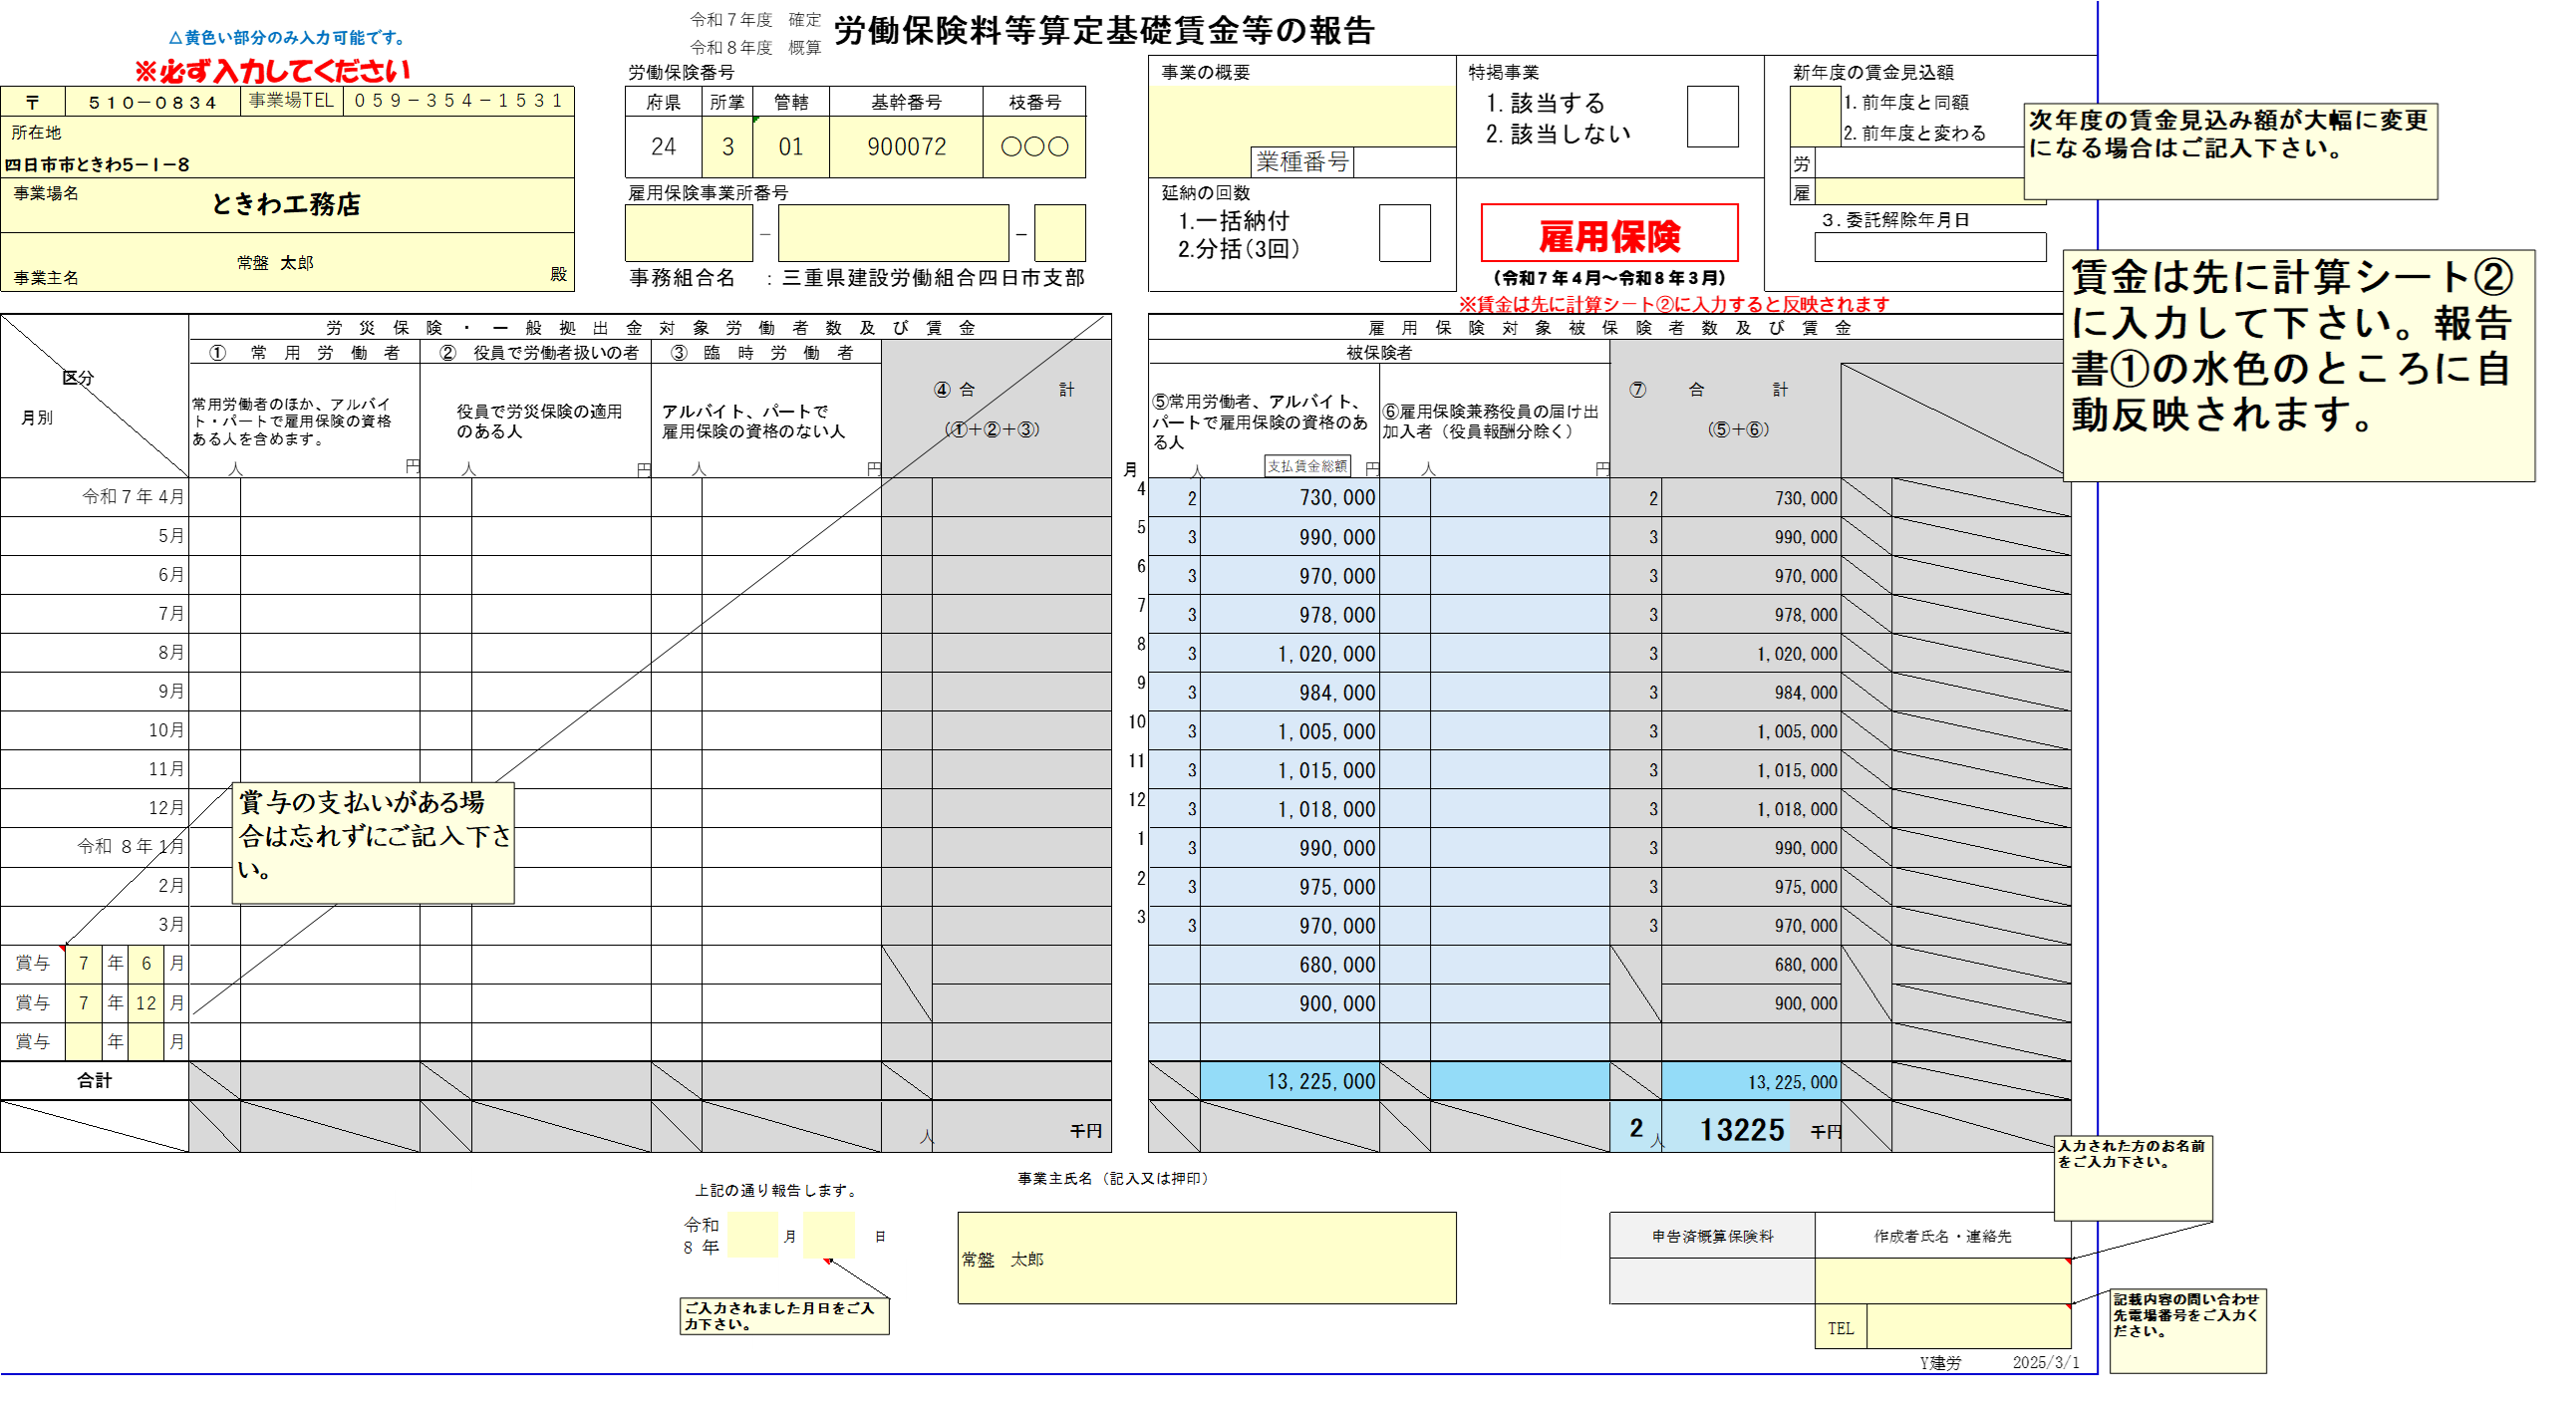 令和７年度　確定
令和８年度　概算
労働保険料等算定基礎賃金等の報告
△黄色い部分のみ入力可能です。
※必ず入力してください
〒 ５１０－０８３４ 事業場TEL ０５９－３５４－１５３１
所在地
四日市市ときわ５－１－８
事業場名
ときわ工務店
常盤　太郎
事業主名 殿
労働保険番号
府県 所掌 管轄 基幹番号 枝番号
24 3 01 900072 〇〇〇
雇用保険事業所番号
－ －
事務組合名　：三重県建設労働組合四日市支部
事業の概要
業種番号
特掲事業
1. 該当する
2. 該当しない
新年度の賃金見込額
1. 前年度と同額
2. 前年度と変わる
労
雇
３. 委託解除年月日
次年度の賃金見込み額が大幅に変更
になる場合はご記入下さい。
延納の回数
1.一括納付
2.分括（3回）
雇用保険
（令和７年４月～令和８年３月）
※賃金は先に計算シート②に入力すると反映されます
賃金は先に計算シート②
に入力して下さい。報告
書①の水色のところに自
動反映されます。
区分
月別
労災保険・一般拠出金対象労働者数及び賃金
① 常用労働者 ② 役員で労働者扱いの者 ③ 臨時労働者
常用労働者のほか、アルバイ
ト・パートで雇用保険の資格
ある人を含めます。
役員で労災保険の適用
のある人
アルバイト、パートで
雇用保険の資格のない人
④ 合　計
（①＋②＋③）
人 円 人 円 人 円
月
雇用保険対象被保険者数及び賃金
被保険者
⑤常用労働者、アルバイト、
パートで雇用保険の資格のあ
る人
⑥雇用保険兼務役員の届け出
加入者（役員報酬分除く）
⑦ 合　計
（⑤＋⑥）
人 支払賃金総額 円 人 円
令和７年 4月 4 2 730,000 2 730,000
5月 5 3 990,000 3 990,000
6月 6 3 970,000 3 970,000
7月 7 3 978,000 3 978,000
8月 8 3 1,020,000 3 1,020,000
9月 9 3 984,000 3 984,000
10月 10 3 1,005,000 3 1,005,000
11月 11 3 1,015,000 3 1,015,000
12月 12 3 1,018,000 3 1,018,000
令和 ８年 1月 1 3 990,000 3 990,000
2月 2 3 975,000 3 975,000
3月 3 3 970,000 3 970,000
賞与の支払いがある場
合は忘れずにご記入下さ
い。
賞与 7 年 6 月 680,000 680,000
賞与 7 年 12 月 900,000 900,000
賞与 年 月
合計 13,225,000 13,225,000
人 千円 2 人 13225 千円
上記の通り報告します。
事業主氏名（記入又は押印）
令和
8 年 月 日
常盤　太郎
ご入力されました月日をご入
力下さい。
申告済概算保険料 作成者氏名・連絡先
TEL
入力された方のお名前
をご入力下さい。
記載内容の問い合わせ
先電場番号をご入力く
ださい。
Y建労 2025/3/1